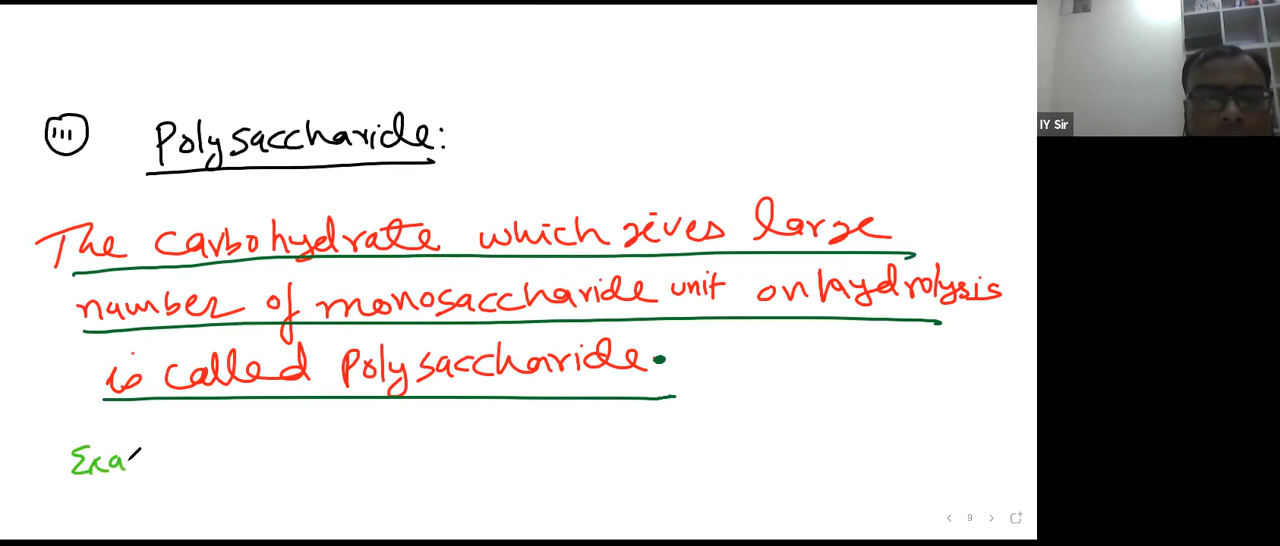 (iii) Polysaccharide:
The carbohydrate which gives large
number of monosaccharide unit on hydrolysis
is called Polysaccharide.
Exa
IY Sir
9